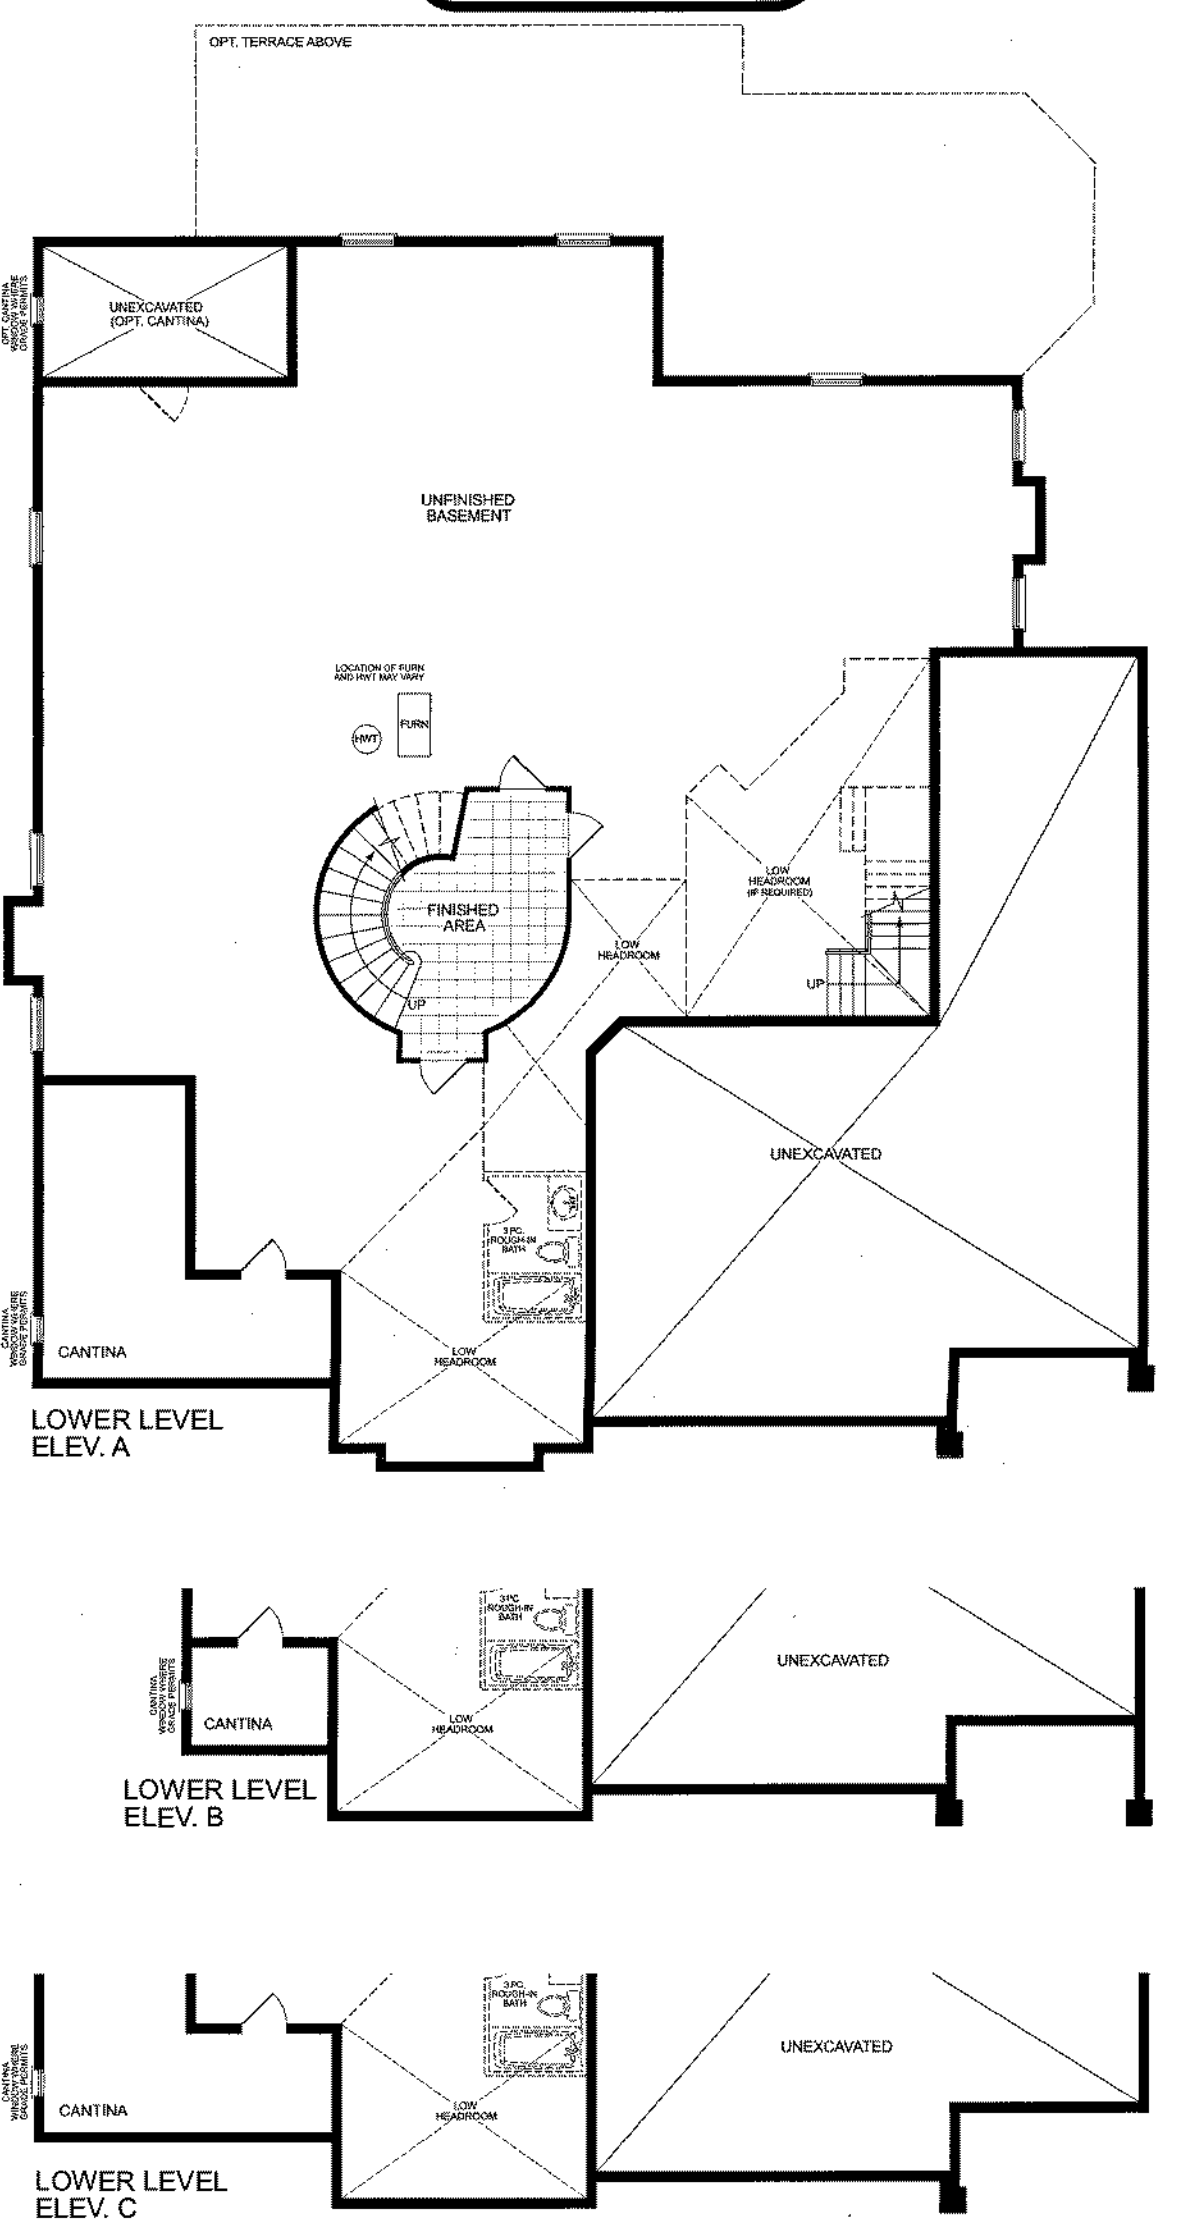 OPT. TERRACE ABOVE
OPT. CANTINA
WINDOW WHERE
GRADE PERMITS
UNEXCAVATED
(OPT. CANTINA)
UNFINISHED
BASEMENT
LOCATION OF FURN
AND HWT MAY VARY
FURN
HWT
LOW
HEADROOM
(IF REQUIRED)
FINISHED
AREA
LOW
HEADROOM
UP
UP
UNEXCAVATED
3 PC.
ROUGH-IN
BATH
CANTINA
WINDOW WHERE
GRADE PERMITS
CANTINA
LOW
HEADROOM
LOWER LEVEL
ELEV. A
3 PC.
ROUGH-IN
BATH
UNEXCAVATED
CANTINA
WINDOW WHERE
GRADE PERMITS
CANTINA
LOW
HEADROOM
LOWER LEVEL
ELEV. B
3 PC.
ROUGH-IN
BATH
UNEXCAVATED
CANTINA
WINDOW WHERE
GRADE PERMITS
CANTINA
LOW
HEADROOM
LOWER LEVEL
ELEV. C